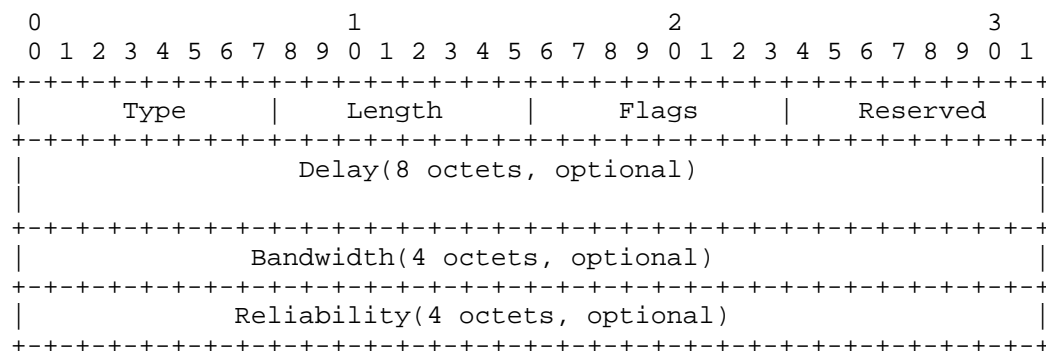 0                   1                   2                   3
 0 1 2 3 4 5 6 7 8 9 0 1 2 3 4 5 6 7 8 9 0 1 2 3 4 5 6 7 8 9 0 1
+-+-+-+-+-+-+-+-+-+-+-+-+-+-+-+-+-+-+-+-+-+-+-+-+-+-+-+-+-+-+-+-+
|      Type     |    Length     |     Flags     |    Reserved   |
+-+-+-+-+-+-+-+-+-+-+-+-+-+-+-+-+-+-+-+-+-+-+-+-+-+-+-+-+-+-+-+-+
|                 Delay(8 octets, optional)                     |
|                                                               |
+-+-+-+-+-+-+-+-+-+-+-+-+-+-+-+-+-+-+-+-+-+-+-+-+-+-+-+-+-+-+-+-+
|              Bandwidth(4 octets, optional)                    |
+-+-+-+-+-+-+-+-+-+-+-+-+-+-+-+-+-+-+-+-+-+-+-+-+-+-+-+-+-+-+-+-+
|             Reliability(4 octets, optional)                   |
+-+-+-+-+-+-+-+-+-+-+-+-+-+-+-+-+-+-+-+-+-+-+-+-+-+-+-+-+-+-+-+-+